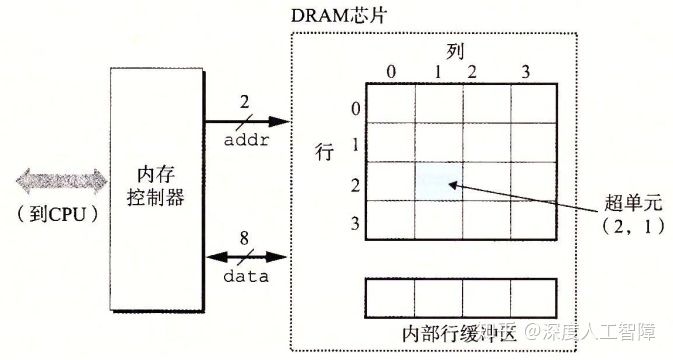 DRAM芯片
列
0 1 2 3
2
addr
0
1
行
2
3
内存
控制器
（到CPU）
超单元
（2，1）
8
data
内部行缓冲区
知乎 @深度人工智障